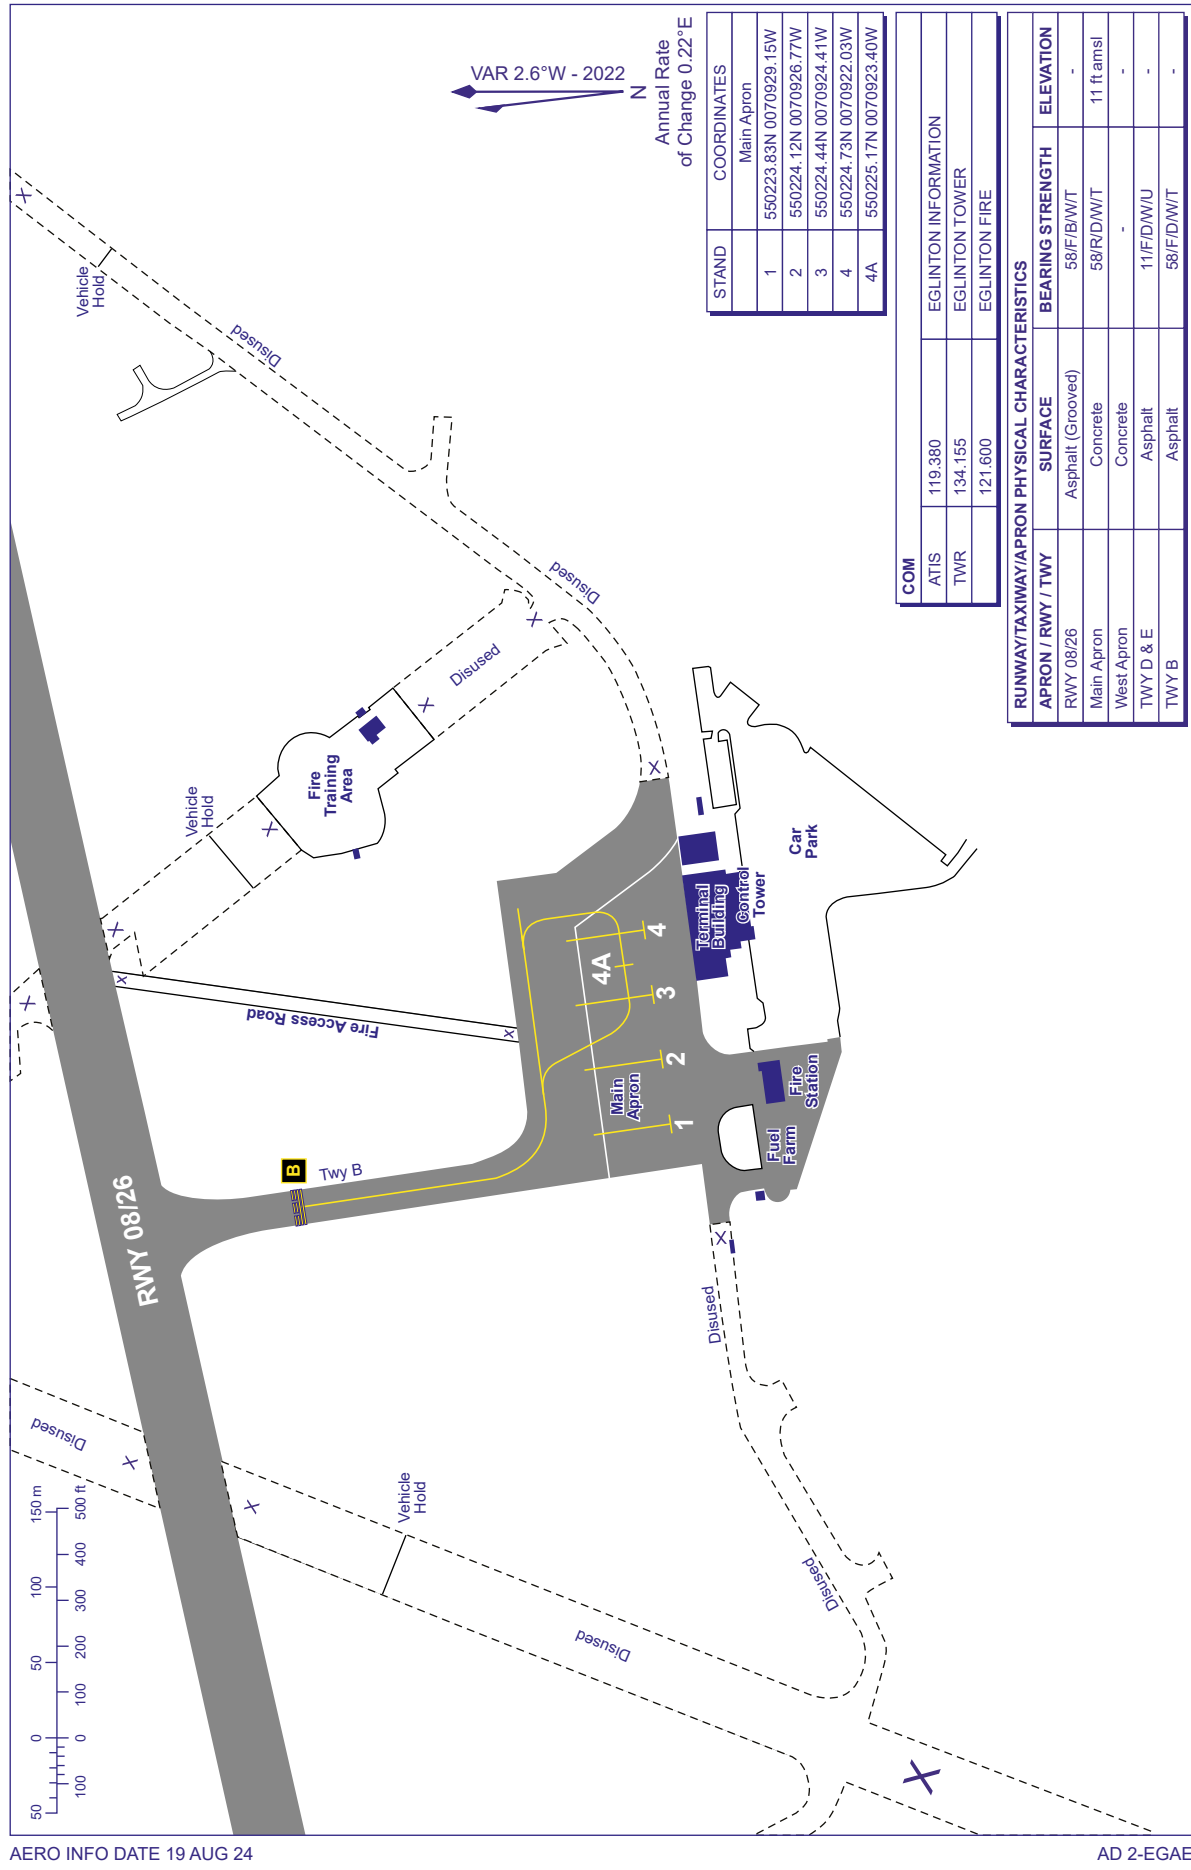 VAR 2.6°W - 2022
N
Annual Rate
of Change 0.22°E
STAND COORDINATES
Main Apron
1 550223.83N 0070929.15W
2 550224.12N 0070926.77W
3 550224.44N 0070924.41W
4 550224.73N 0070922.03W
4A 550225.17N 0070923.40W
COM
ATIS 119.380 EGLINTON INFORMATION
TWR 134.155 EGLINTON TOWER
121.600 EGLINTON FIRE
RUNWAY/TAXIWAY/APRON PHYSICAL CHARACTERISTICS
APRON / RWY / TWY SURFACE BEARING STRENGTH ELEVATION
RWY 08/26 Asphalt (Grooved) 58/F/B/W/T -
Main Apron Concrete 58/R/D/W/T 11 ft amsl
West Apron Concrete - -
TWY D & E Asphalt 11/F/D/W/U -
TWY B Asphalt 58/F/D/W/T -
X
Vehicle
Hold
Disused
Disused
X
Disused
X
Fire
Training
Area
X
Vehicle
Hold
X
X
X
Fire Access Road
X
X
Car
Park
Terminal
Building
Control
Tower
4
4A
3
2
1
Main
Apron
Fire
Station
Fuel
Farm
B
Twy B
RWY 08/26
X
Disused
Disused
X
X
Vehicle
Hold
Disused
Disused
X
50 0 50 100 150 m
100 0 100 200 300 400 500 ft
AERO INFO DATE 19 AUG 24
AD 2-EGAE